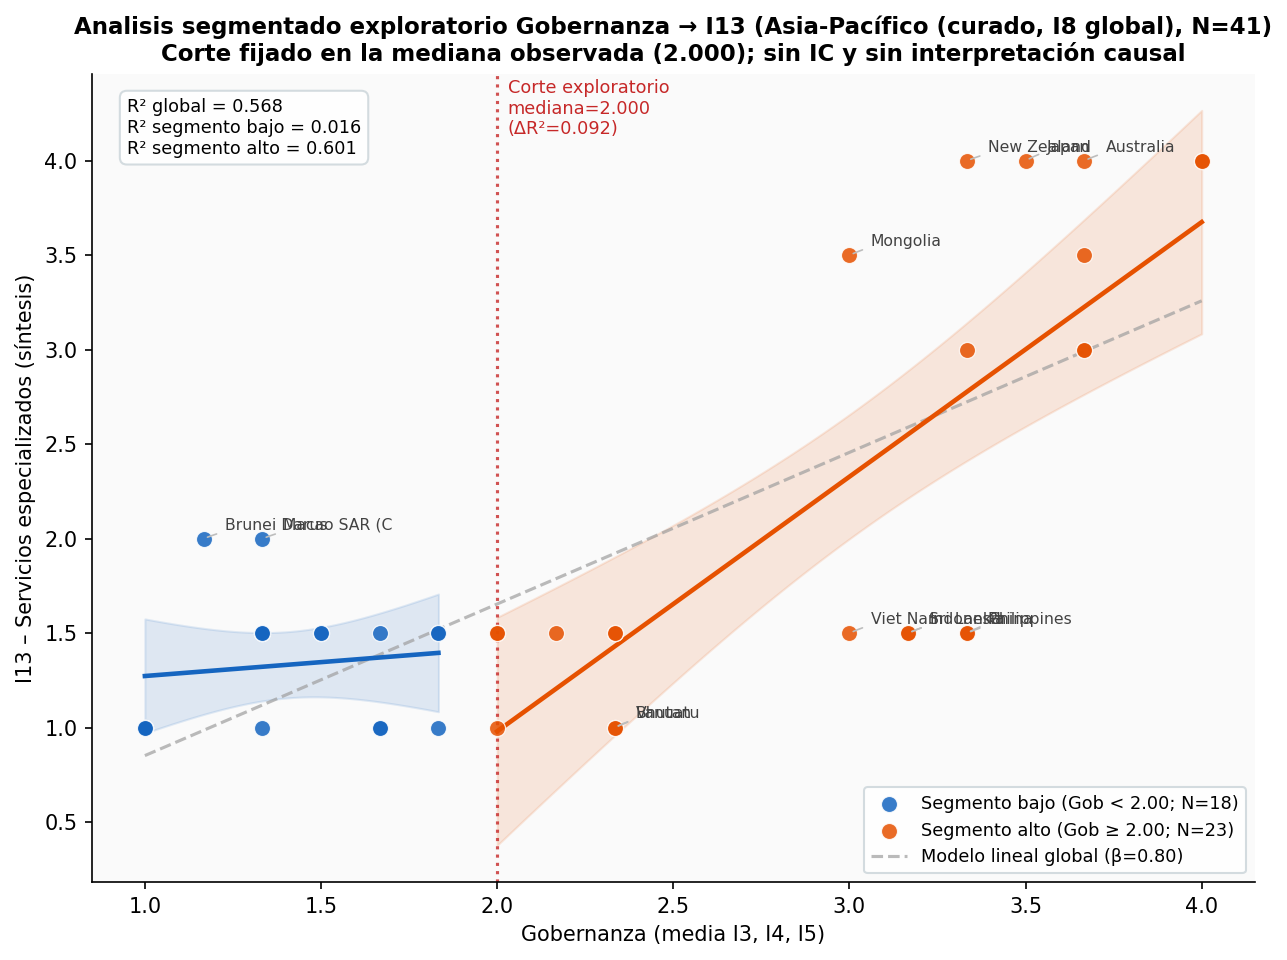 Analisis segmentado exploratorio Gobernanza → I13 (Asia-Pacífico (curado, I8 global), N=41)
Corte fijado en la mediana observada (2.000); sin IC y sin interpretación causal
R² global = 0.568
R² segmento bajo = 0.016
R² segmento alto = 0.601
Corte exploratorio
mediana=2.000
(ΔR²=0.092)
New Zealand
Japan
Australia
Mongolia
Brunei Darus
Macao SAR (C
Viet Nam
Indonesia
Sri Lanka
China
Philippines
Bhutan
Vanuatu
I13 – Servicios especializados (síntesis)
4.0
3.5
3.0
2.5
2.0
1.5
1.0
0.5
Segmento bajo (Gob < 2.00; N=18)
Segmento alto (Gob ≥ 2.00; N=23)
Modelo lineal global (β=0.80)
1.0
1.5
2.0
2.5
3.0
3.5
4.0
Gobernanza (media I3, I4, I5)